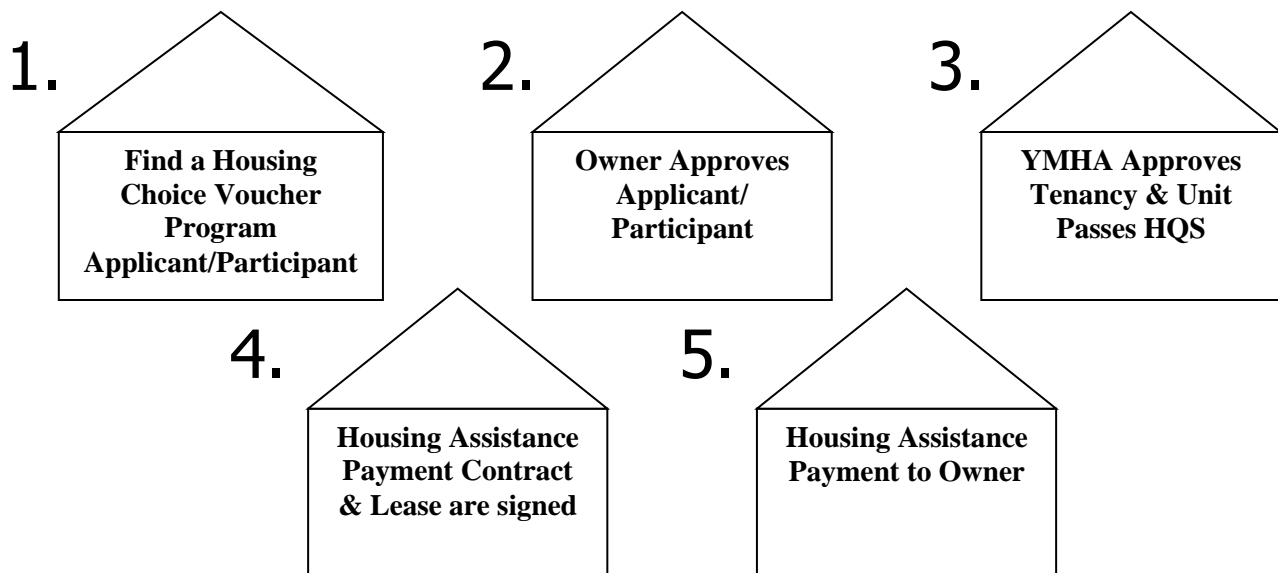 1.
Find a Housing
Choice Voucher
Program
Applicant/Participant
2.
Owner Approves
Applicant/
Participant
3.
YMHA Approves
Tenancy & Unit
Passes HQS
4.
Housing Assistance
Payment Contract
& Lease are signed
5.
Housing Assistance
Payment to Owner